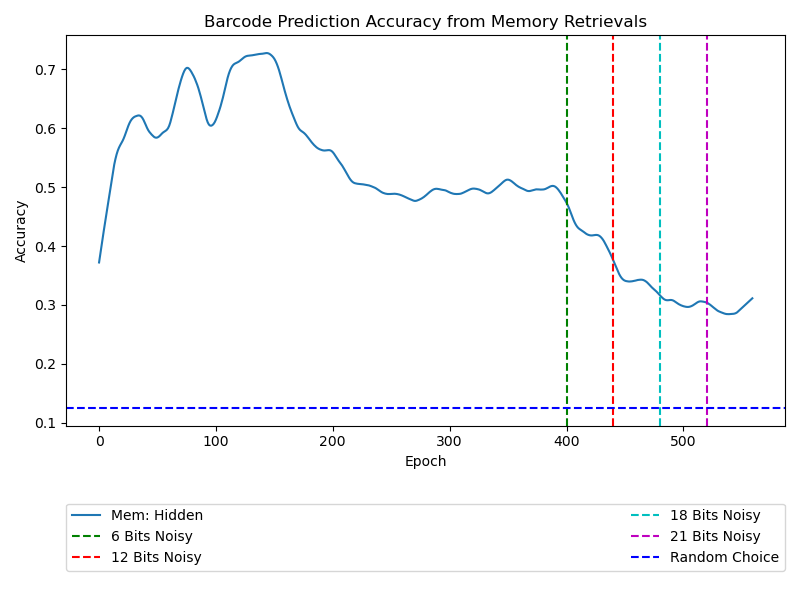 Barcode Prediction Accuracy from Memory Retrievals
Accuracy
0.7
0.6
0.5
0.4
0.3
0.2
0.1
0 100 200 300 400 500
Epoch
Mem: Hidden
6 Bits Noisy
12 Bits Noisy
18 Bits Noisy
21 Bits Noisy
Random Choice